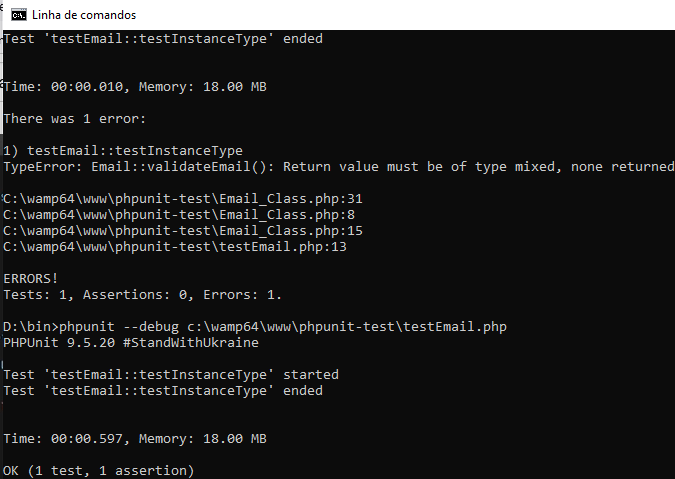 Linha de comandos
Test 'testEmail::testInstanceType' ended
Time: 00:00.010, Memory: 18.00 MB
There was 1 error:
1) testEmail::testInstanceType
TypeError: Email::validateEmail(): Return value must be of type mixed, none returned
C:\wamp64\www\phpunit-test\Email_Class.php:31
C:\wamp64\www\phpunit-test\Email_Class.php:8
C:\wamp64\www\phpunit-test\Email_Class.php:15
C:\wamp64\www\phpunit-test\testEmail.php:13
ERRORS!
Tests: 1, Assertions: 0, Errors: 1.
D:\bin>phpunit --debug c:\wamp64\www\phpunit-test\testEmail.php
PHPUnit 9.5.20 #StandWithUkraine
Test 'testEmail::testInstanceType' started
Test 'testEmail::testInstanceType' ended
Time: 00:00.597, Memory: 18.00 MB
OK (1 test, 1 assertion)